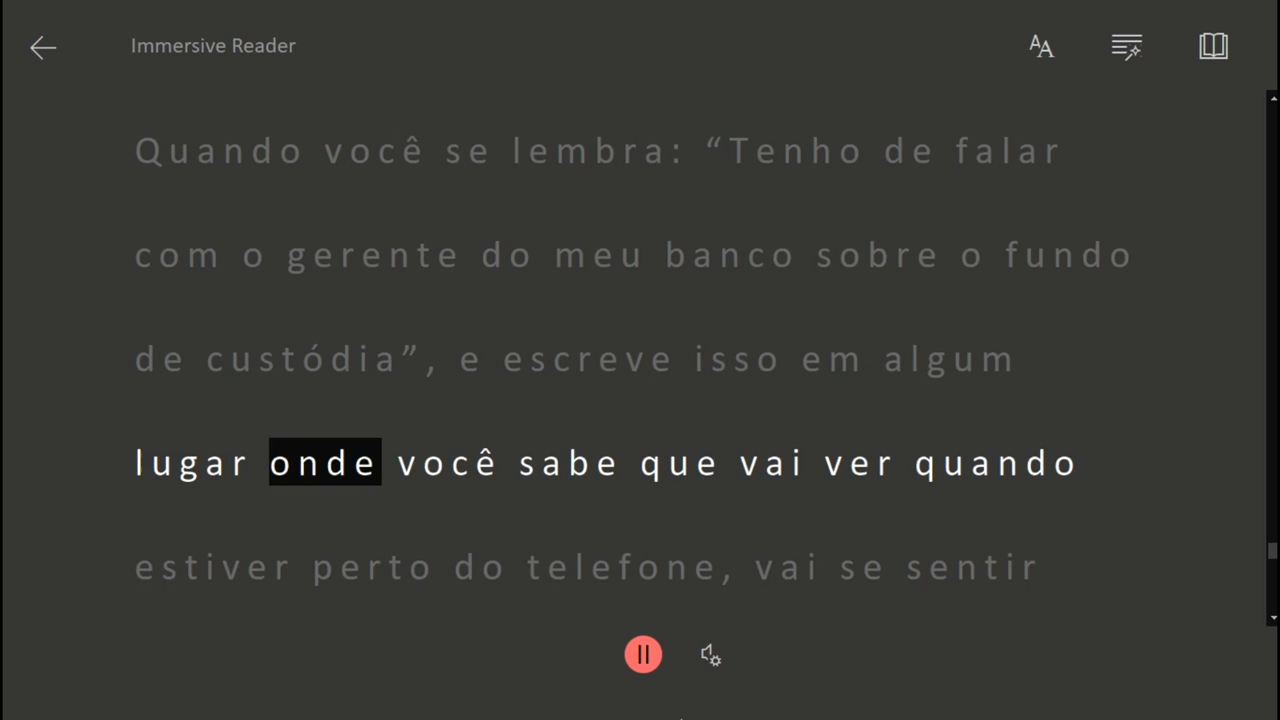 Immersive Reader
Quando você se lembra: “Tenho de falar
com o gerente do meu banco sobre o fundo
de custódia”, e escreve isso em algum
lugar onde você sabe que vai ver quando
estiver perto do telefone, vai se sentir